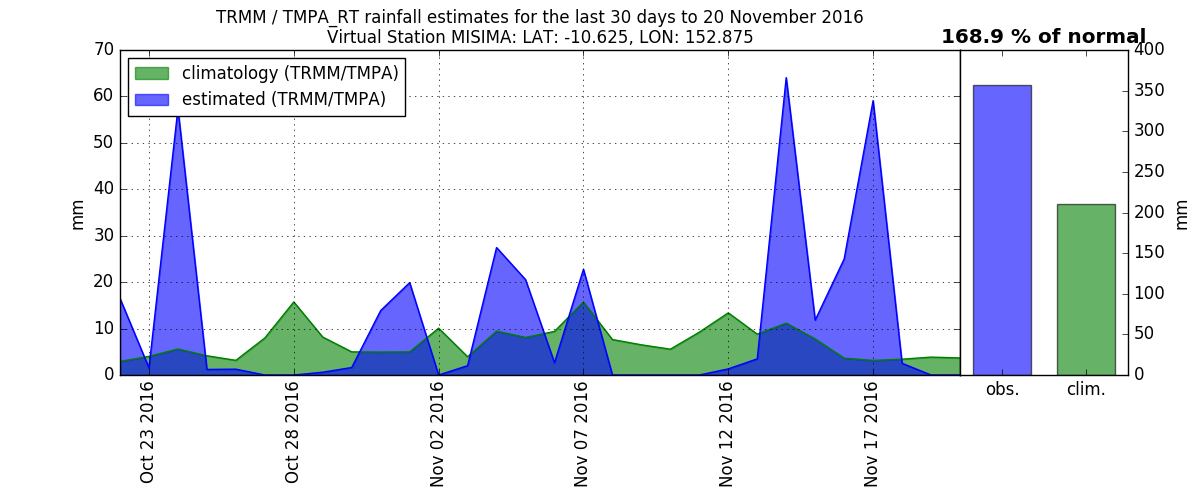 TRMM / TMPA_RT rainfall estimates for the last 30 days to 20 November 2016
Virtual Station MISIMA: LAT: -10.625, LON: 152.875
168.9 % of normal
climatology (TRMM/TMPA)
estimated (TRMM/TMPA)
70
60
50
40
30
20
10
0
mm
Oct 23 2016
Oct 28 2016
Nov 02 2016
Nov 07 2016
Nov 12 2016
Nov 17 2016
obs.
clim.
400
350
300
250
200
150
100
50
0
mm